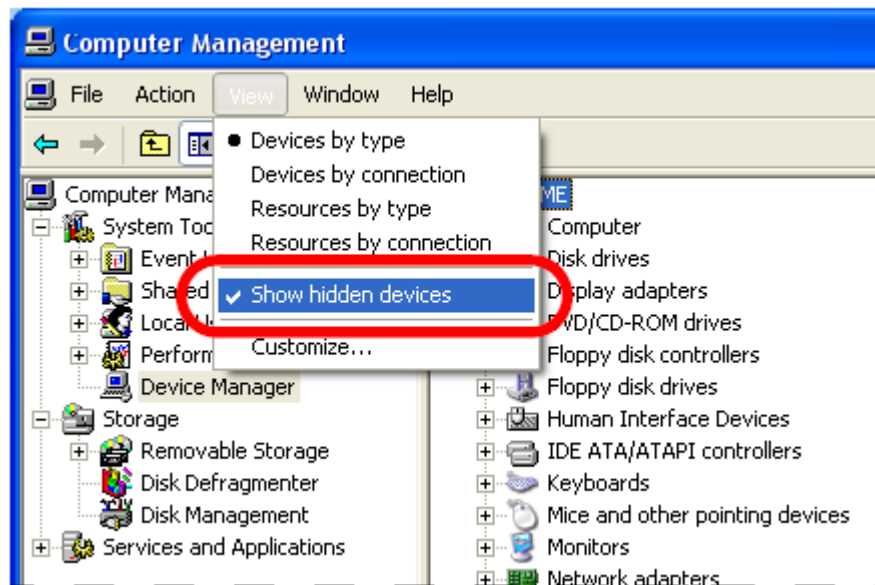 Computer Management
File Action View Window Help
Devices by type
Devices by connection
Resources by type
Resources by connection
Show hidden devices
Customize...
Computer Mana
System Too
Event
Shared
Local
Perform
Device Manager
Storage
Removable Storage
Disk Defragmenter
Disk Management
Services and Applications
ME
Computer
Disk drives
Display adapters
DVD/CD-ROM drives
Floppy disk controllers
Floppy disk drives
Human Interface Devices
IDE ATA/ATAPI controllers
Keyboards
Mice and other pointing devices
Monitors
Network adapters